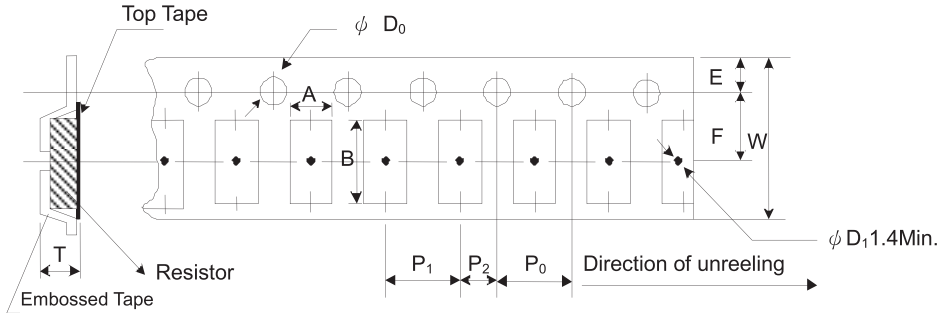 Top Tape
ϕ D0
E
A
F
W
B
T
Resistor
P1
P2
P0
Direction of unreeling
ϕ D1 1.4Min.
Embossed Tape